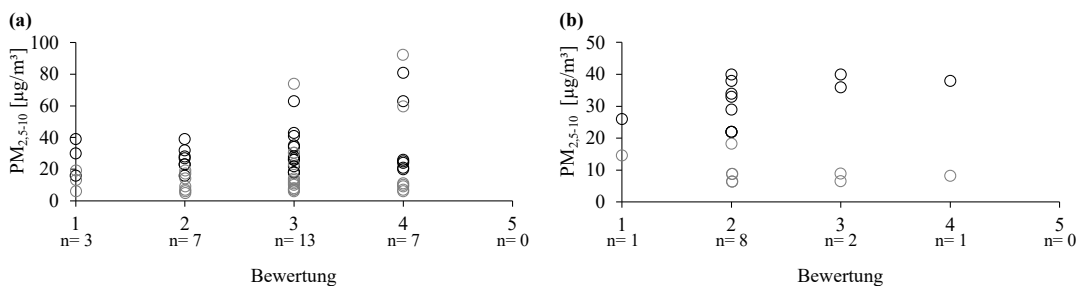 (a)
PM2,5-10 [µg/m³]
100
80
60
40
20
0
1 2 3 4 5
n= 3 n= 7 n= 13 n= 7 n= 0
Bewertung
(b)
PM2,5-10 [µg/m³]
50
40
30
20
10
0
1 2 3 4 5
n= 1 n= 8 n= 2 n= 1 n= 0
Bewertung